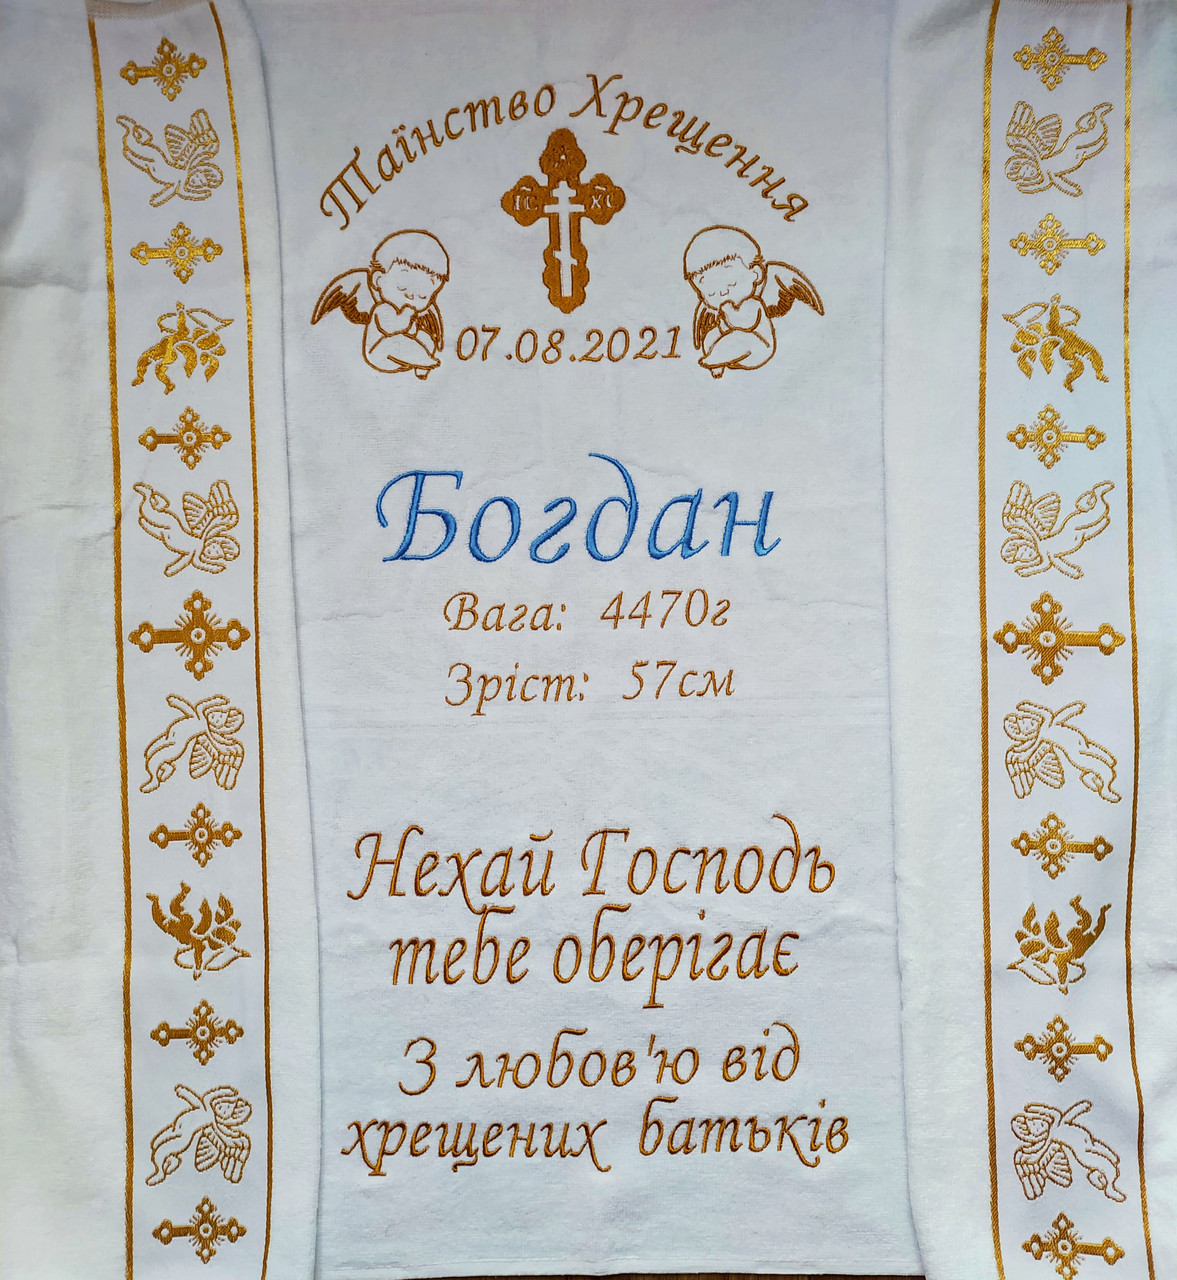 Таїнство Хрещення
ІС ХС
07.08.2021
Богдан
Вага: 4470г
Зріст: 57см
Нехай Господь
тебе оберігає
З любов'ю від
хрещених батьків